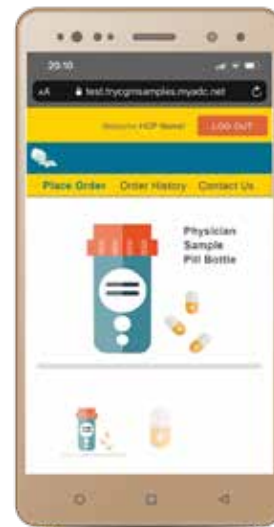 20:10
AA test.trycgmsamples.myadc.net
Welcome HCP Name!
LOG OUT
Place Order Order History Contact Us
Physician
Sample
Pill Bottle